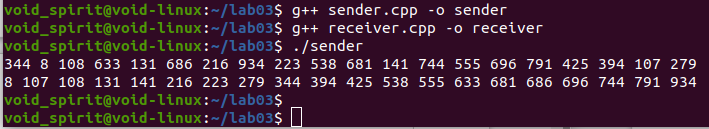 void_spirit@void-linux:~/lab03$ g++ sender.cpp -o sender
void_spirit@void-linux:~/lab03$ g++ receiver.cpp -o receiver
void_spirit@void-linux:~/lab03$ ./sender
344 8 108 633 131 686 216 934 223 538 681 141 744 555 696 791 425 394 107 279
8 107 108 131 141 216 223 279 344 394 425 538 555 633 681 686 696 744 791 934
void_spirit@void-linux:~/lab03$
void_spirit@void-linux:~/lab03$